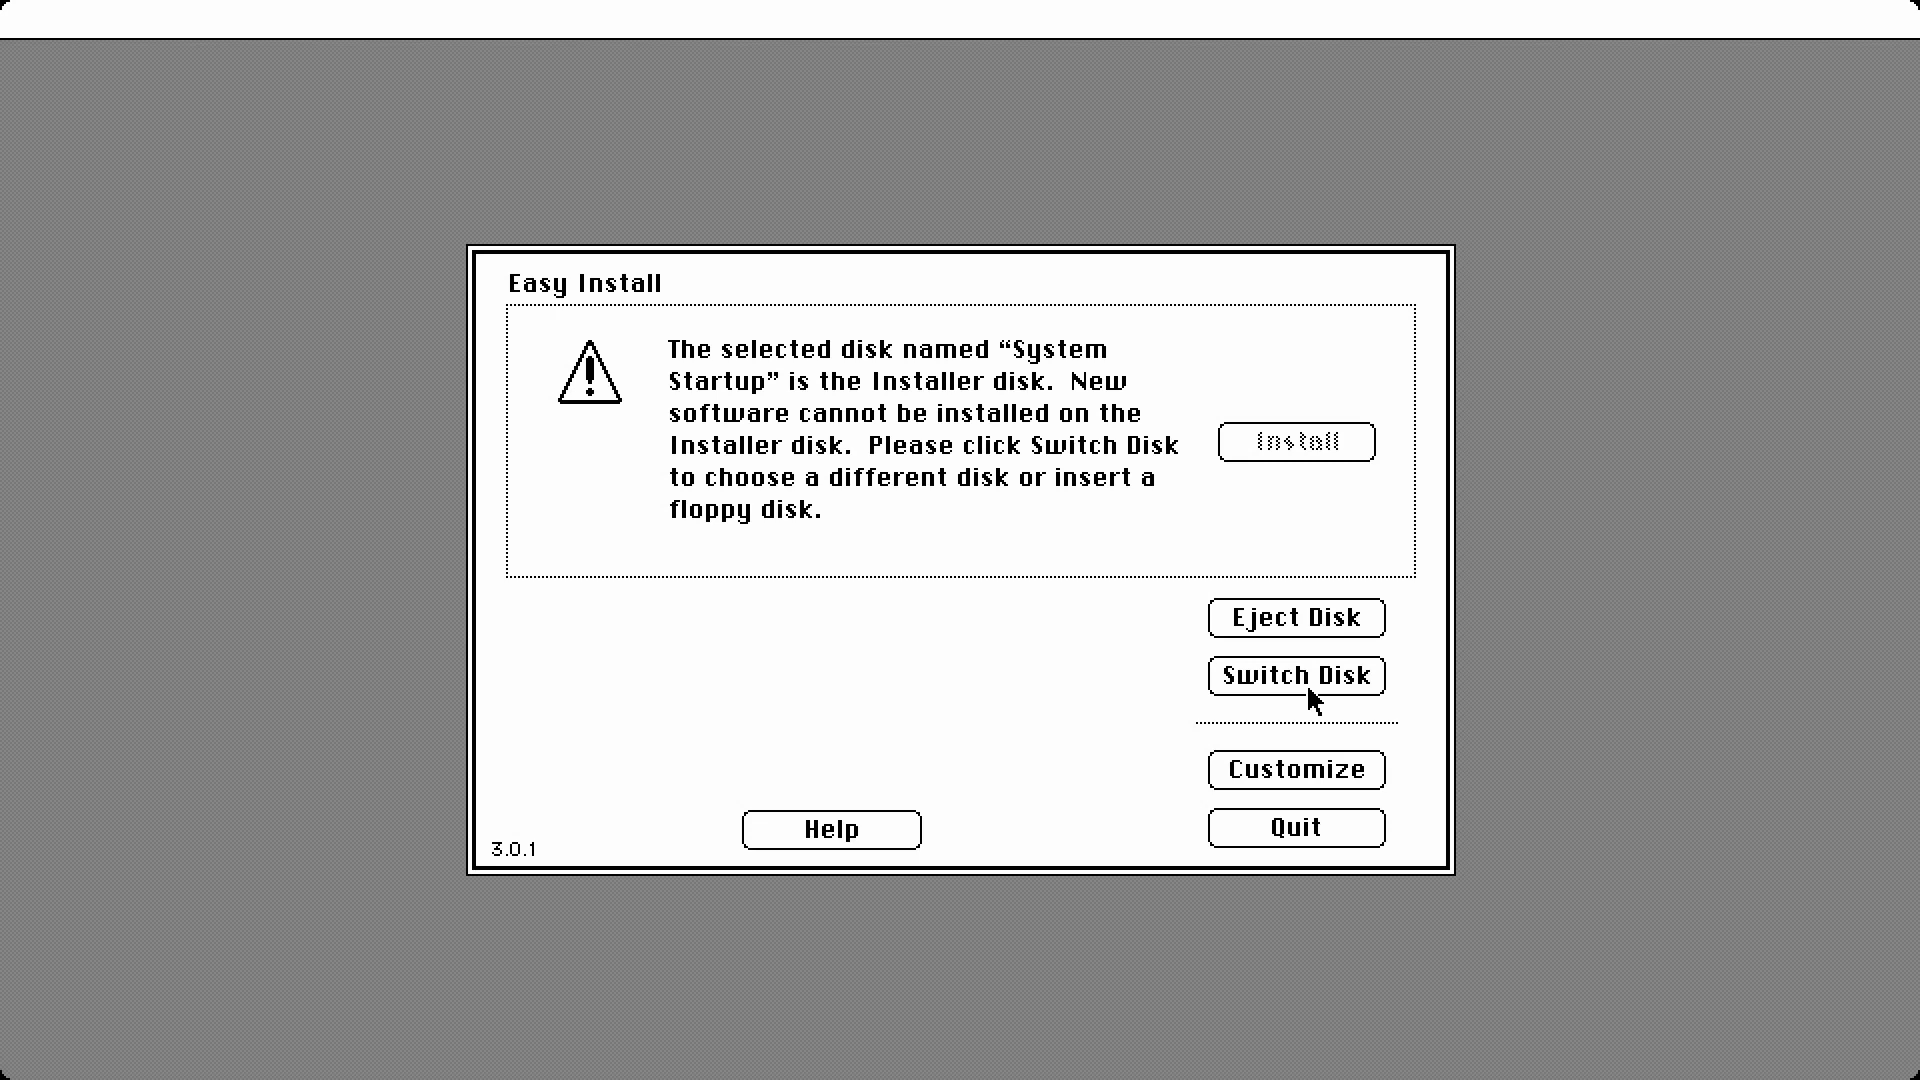 Easy Install
The selected disk named “System
Startup” is the Installer disk.  New
software cannot be installed on the
Installer disk.  Please click Switch Disk
to choose a different disk or insert a
floppy disk.
Install
Eject Disk
Switch Disk
Customize
Help
Quit
3.0.1